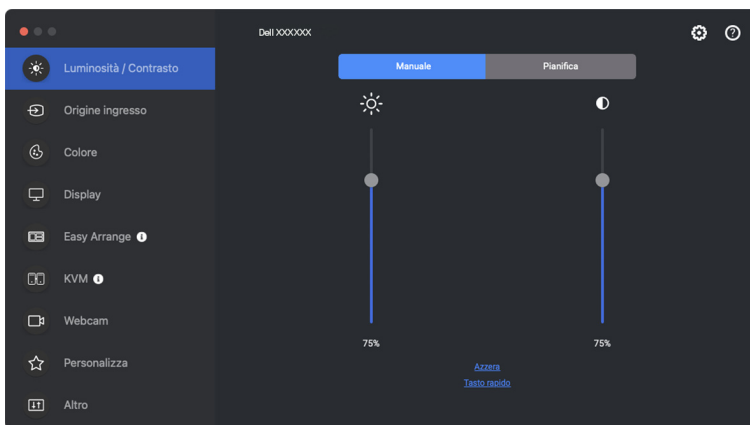 Dell XXXXXX
Luminosità / Contrasto
Origine ingresso
Colore
Display
Easy Arrange
KVM
Webcam
Personalizza
Altro
Manuale
Pianifica
75%
75%
Azzera
Tasto rapido